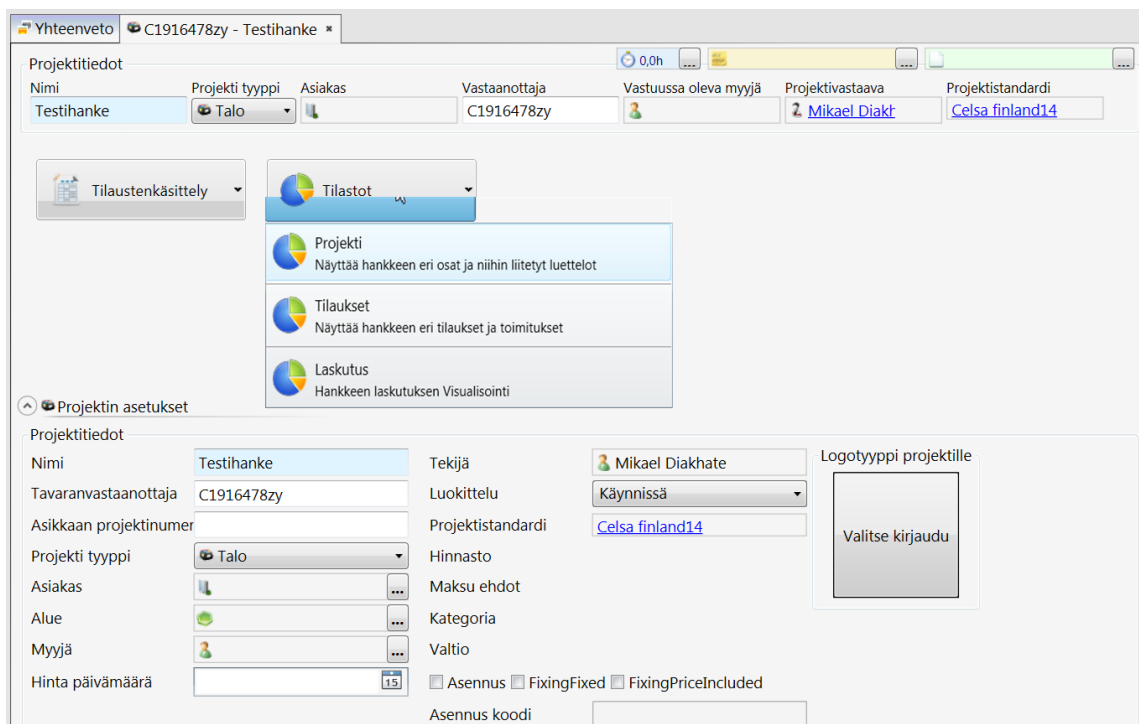 Yhteenveto C1916478zy - Testihanke
Projektitiedot 0,0h ... ... ...
Nimi Projekti tyyppi Asiakas Vastaanottaja Vastuussa oleva myyjä Projektivastaava Projektistandardi
Testihanke Talo C1916478zy Mikael Diakr Celsa finland14
Tilaustenkäsittely Tilastot
Projekti
Näyttää hankkeen eri osat ja niihin liitetyt luettelot
Tilaukset
Näyttää hankkeen eri tilaukset ja toimitukset
Laskutus
Hankkeen laskutuksen Visualisointi
Projektin asetukset
Projektitiedot
Nimi Testihanke Tekijä Mikael Diakhate Logotyyppi projektille
Tavaranvastaanottaja C1916478zy Luokittelu Käynnissä
Asikkaan projektinumer Projektistandardi Celsa finland14 Valitse kirjaudu
Projekti tyyppi Talo Hinnasto
Asiakas ... Maksu ehdot
Alue ... Kategoria
Myyjä ... Valtio
Hinta päivämäärä 15 Asennus FixingFixed FixingPriceIncluded
Asennus koodi